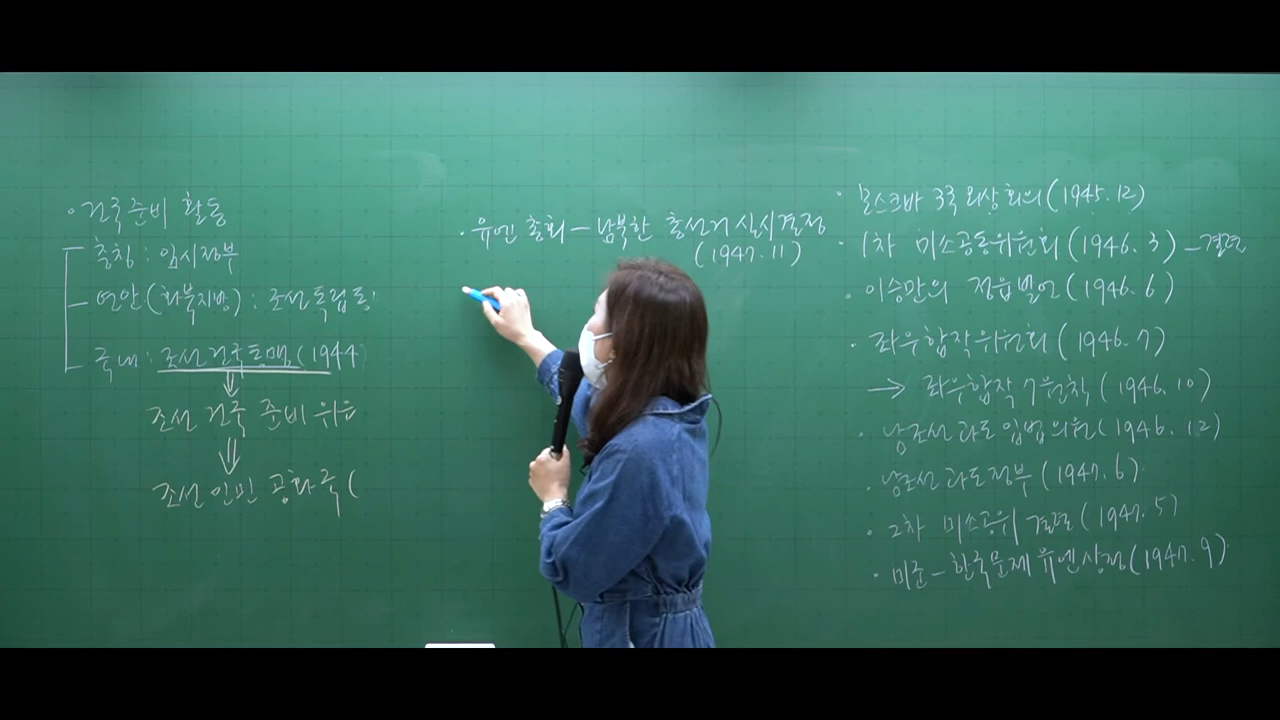 · 건국준비 활동
충칭 : 임시정부
연안(화북지방) : 조선독립동
국내 : 조선건국동맹(1944
조선 건국 준비 위원
조선 인민 공화국(
· 유엔 총회 – 남북한 총선거 실시결정
(1947. 11)
· 모스크바 3국 외상 회의(1945. 12)
· 1차 미소공동위원회(1946. 3) – 결렬
· 이승만의 정읍발언(1946. 6)
· 좌우합작위원회(1946. 7)
→ 좌우합작 7원칙(1946. 10)
· 남조선 과도 입법의원(1946. 12)
· 남조선과도정부(1947. 6)
· 2차 미소공위 결렬(1947. 5)
· 미군 – 한국문제 유엔상정(1947. 9)